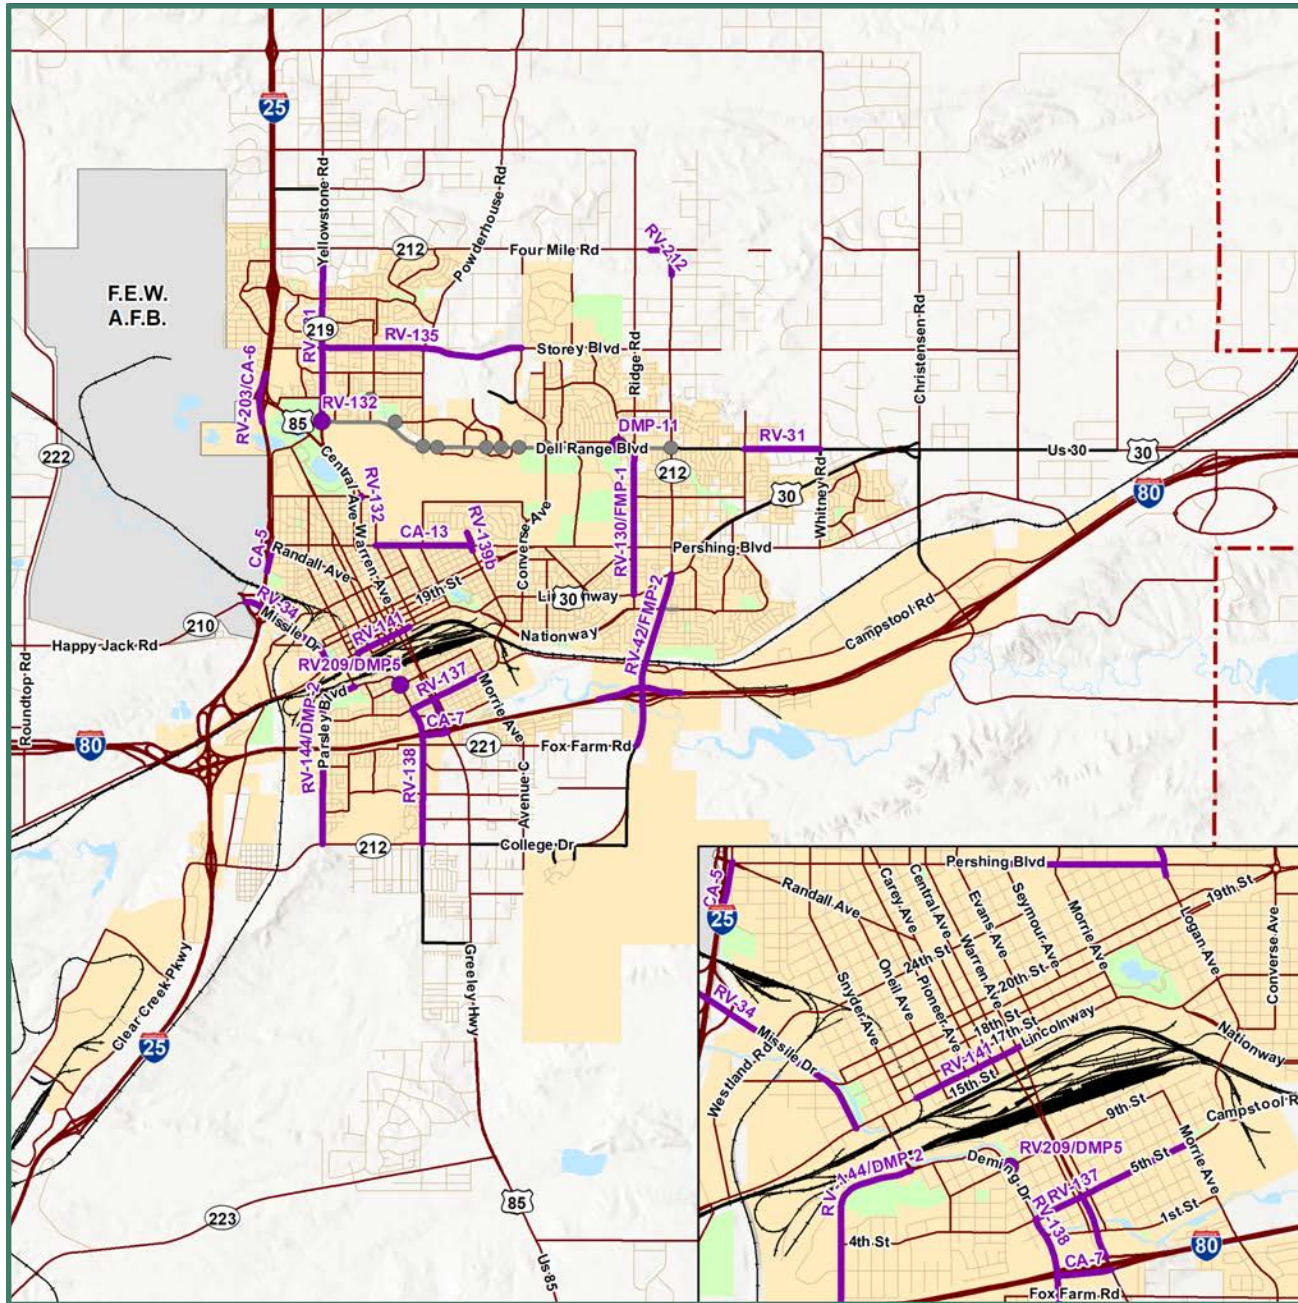 25
Yellowstone Rd
Powderhouse Rd
212
Four Mile Rd
RV-212
F.E.W.
A.F.B.
219
RV-135
Storey Blvd
Ridge Rd
Christensen Rd
RV-203/CA-6
RV-132
85
DMP-11
RV-31
Dell Range Blvd
Us 30
30
222
212
Central Ave
RV-132
30
Whitney Rd
80
CA-5
CA-13
RV-139b
Converse Ave
RV-130/FMP-1
Pershing Blvd
Randall Ave
Warren Ave
19th St
Lincolnway
30
RV-34
Missile Dr
210
Happy Jack Rd
RV-141
Nationway
RV-42/FMP-2
Campstool Rd
Roundtop Rd
RV209/DMP5
RV-137
Morrie Ave
80
RV-144/DMP-2
Parsley Blvd
CA-7
221
Fox Farm Rd
RV-138
Avenue C
212
College Dr
Clear Creek Pkwy
25
Greeley Hwy
223
85
Us 85
Pershing Blvd
CA-5
25
Randall Ave
Carey Ave
Central Ave
Evans Ave
Seymour Ave
Morrie Ave
19th St
Logan Ave
Converse Ave
24th St
Warren Ave
20th St
Snyder Ave
Oneil Ave
Pioneer Ave
18th St
17th St
Lincolnway
RV-34
Missile Dr
Westland Rd
RV-141
15th St
Nationway
9th St
Campstool R
RV209/DMP5
RV-144/DMP-2
Deming Dr
RV-137
5th St
Morrie Ave
RV-138
1st St
4th St
CA-7
80
Fox Farm Rd